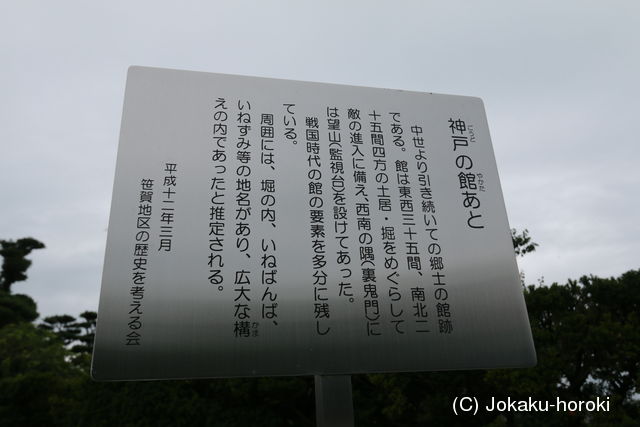 神戸の館あと
ごうど
やかた
中世より引き続いての郷士の館跡
である。館は東西三十五間、南北二
十五間四方の土居・堀をめぐらして
敵の進入に備え、西南の隅(裏鬼門)に
は望山(監視台)を設けてあった。
戦国時代の館の要素を多分に残し
ている。
周囲には、堀の内、いねばんば、
いねずみ等の地名があり、広大な構
かま
えの内であったと推定される。
平成十二年三月
笹賀地区の歴史を考える会
(C) Jokaku-horoki